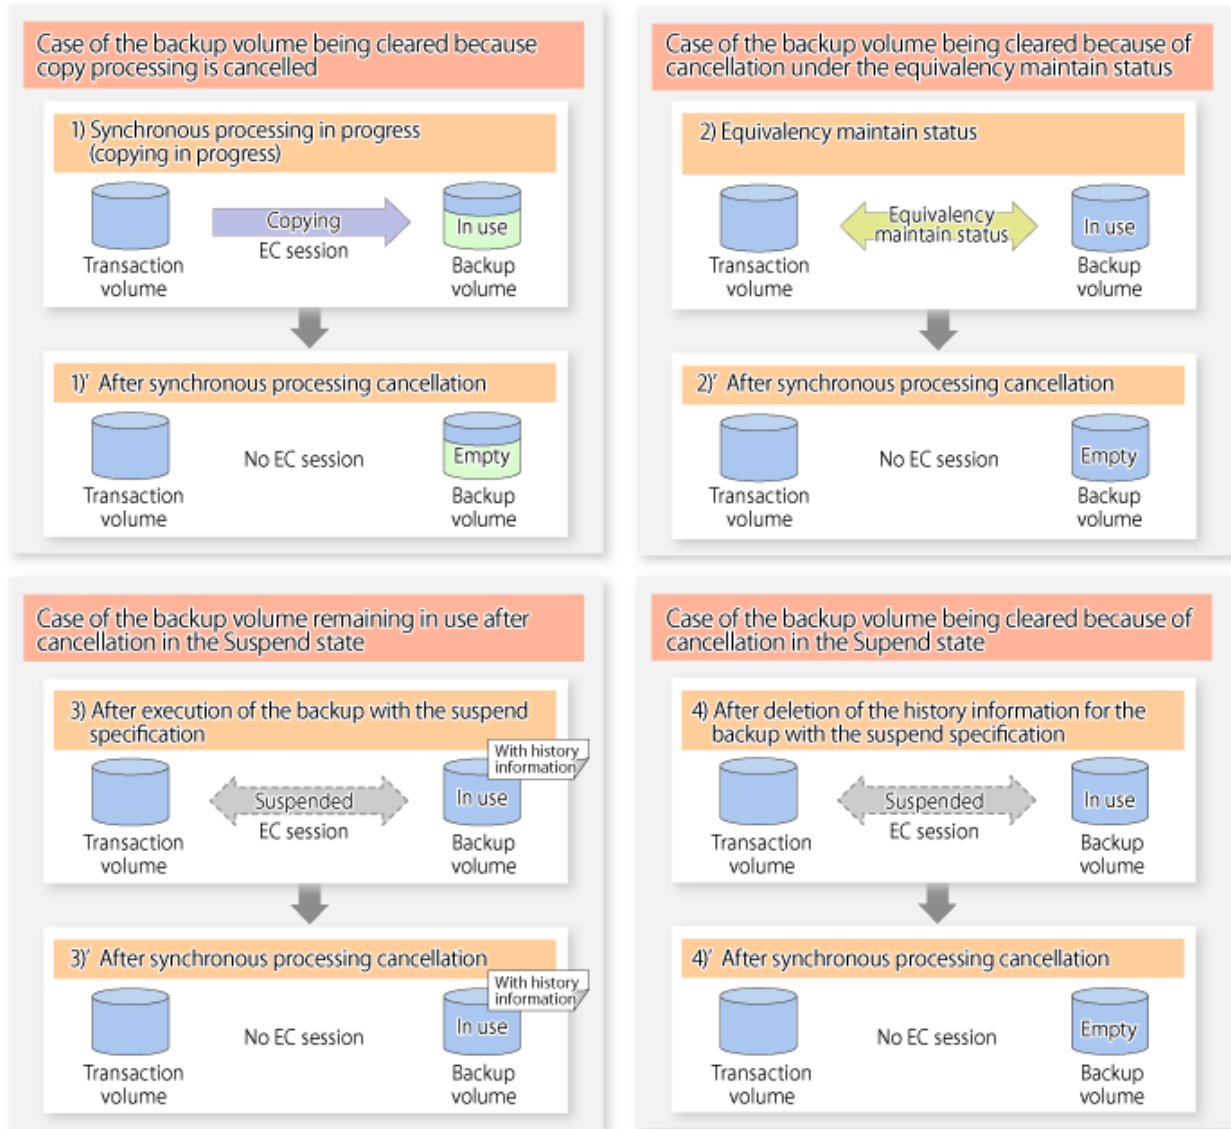 Case of the backup volume being cleared because
copy processing is cancelled
1) Synchronous processing in progress
(copying in progress)
Copying
EC session
In use
Transaction
volume
Backup
volume
1)' After synchronous processing cancellation
No EC session
Empty
Transaction
volume
Backup
volume
Case of the backup volume being cleared because of
cancellation under the equivalency maintain status
2) Equivalency maintain status
Equivalency
maintain status
In use
Transaction
volume
Backup
volume
2)' After synchronous processing cancellation
No EC session
Empty
Transaction
volume
Backup
volume
Case of the backup volume remaining in use after
cancellation in the Suspend state
3) After execution of the backup with the suspend
specification
With history
information
Suspended
EC session
In use
Transaction
volume
Backup
volume
3)' After synchronous processing cancellation
With history
information
No EC session
In use
Transaction
volume
Backup
volume
Case of the backup volume being cleared because of
cancellation in the Supend state
4) After deletion of the history information for the
backup with the suspend specification
Suspended
EC session
In use
Transaction
volume
Backup
volume
4)' After synchronous processing cancellation
No EC session
Empty
Transaction
volume
Backup
volume